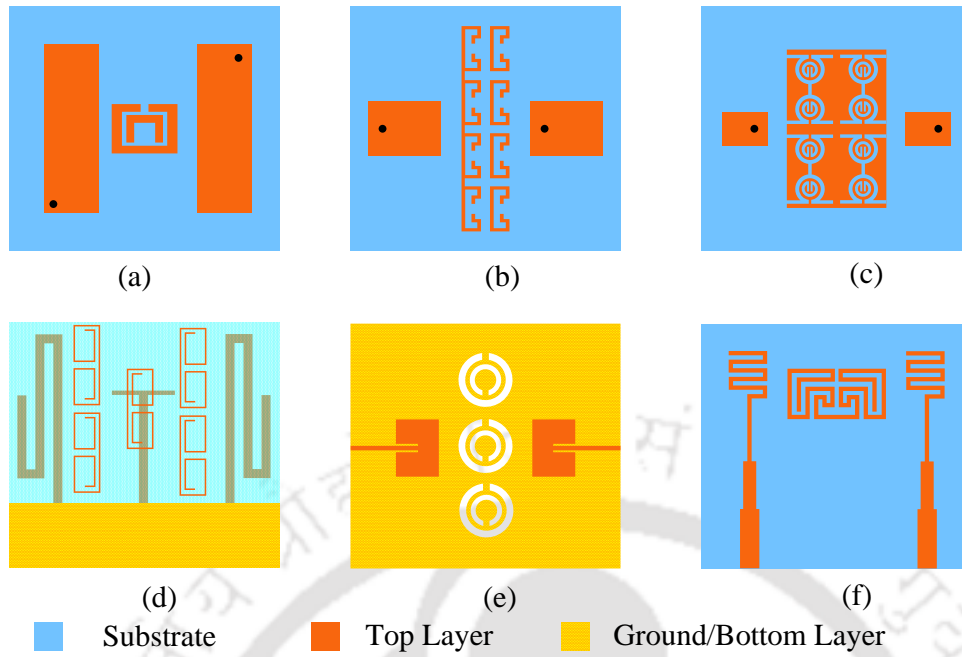 (a)
(b)
(c)
(d)
(e)
(f)
Substrate
Top Layer
Ground/Bottom Layer